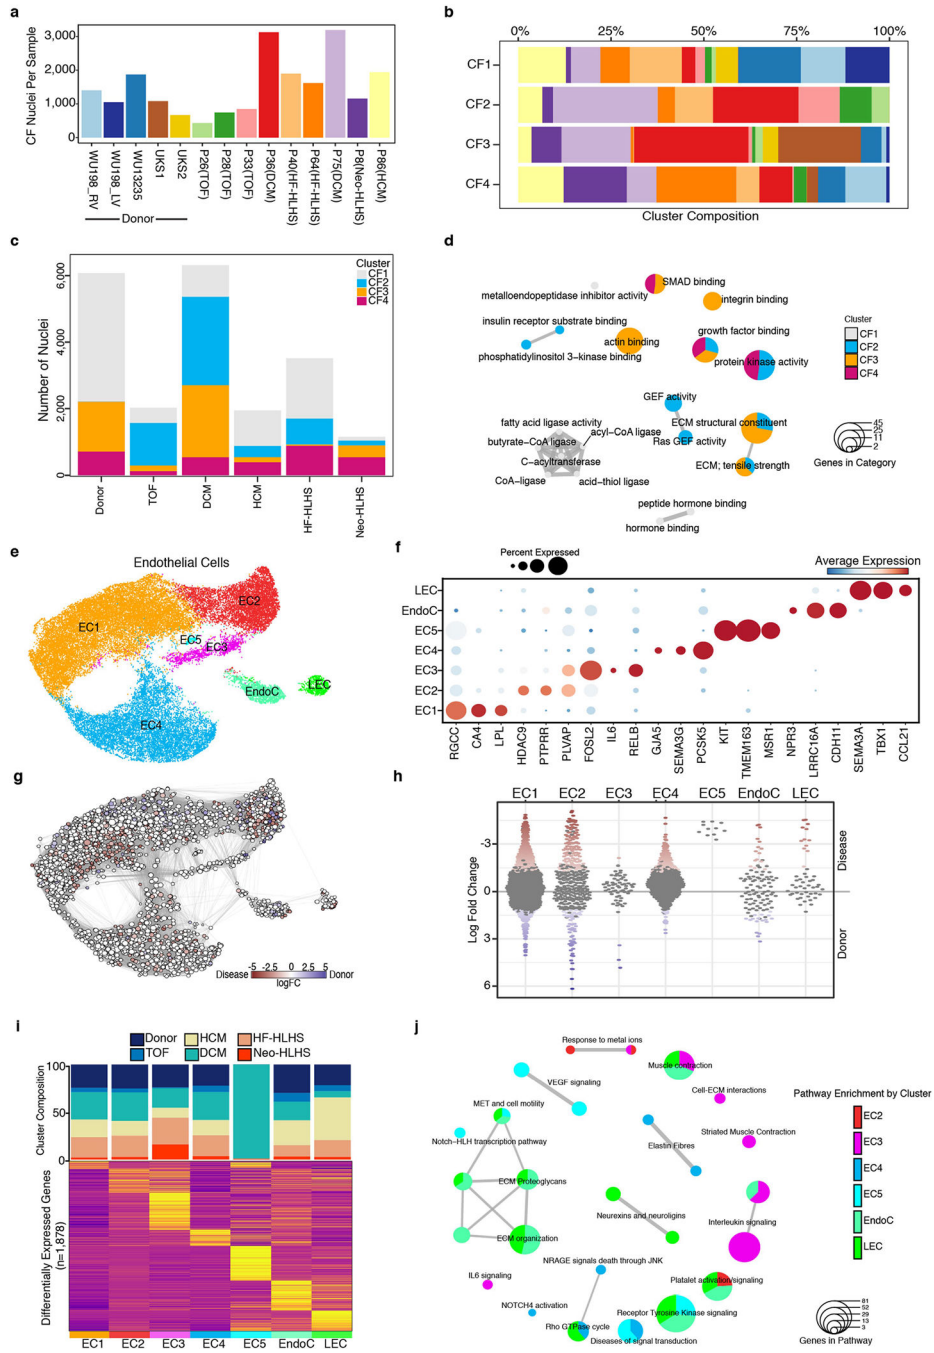 a
CF Nuclei Per Sample
3,000
2,000
1,000
0
WU198_RV
WU198_LV
WU13235
UKS1
UKS2
P26(TOF)
P28(TOF)
P33(TOF)
P36(DCM)
P40(HF-HLHS)
P64(HF-HLHS)
P75(DCM)
P8(Neo-HLHS)
P86(HCM)
Donor
b
0% 25% 50% 75% 100%
CF1
CF2
CF3
CF4
Cluster Composition
c
Number of Nuclei
6,000
4,000
2,000
0
Cluster
CF1
CF2
CF3
CF4
Donor
TOF
DCM
HCM
HF-HLHS
Neo-HLHS
d
SMAD binding
metalloendopeptidase inhibitor activity
integrin binding
insulin receptor substrate binding
growth factor binding
actin binding
phosphatidylinositol 3−kinase binding
protein kinase activity
GEF activity
fatty acid ligase activity
ECM structural constituent
acyl−CoA ligase
butyrate−CoA ligase
Ras GEF activity
C−acyltransferase
ECM; tensile strength
CoA−ligase
acid−thiol ligase
peptide hormone binding
hormone binding
Cluster
CF1
CF2
CF3
CF4
45
25
11
2
Genes in Category
e
Endothelial Cells
EC1
EC2
EC5
EC3
EndoC
LEC
EC4
f
Percent Expressed
Average Expression
LEC
EndoC
EC5
EC4
EC3
EC2
EC1
RGCC
CA4
LPL
HDAC9
PTPRR
PLVAP
FOSL2
IL6
RELB
GJA5
SEMA3G
PCSK5
KIT
TMEM163
MSR1
NPR3
LRRC16A
CDH11
SEMA3A
TBX1
CCL21
g
Disease
-5 -2.5 0 2.5 5
Donor
logFC
h
EC1 EC2 EC3 EC4 EC5 EndoC LEC
Log Fold Change
-3
0
3
6
Disease
Donor
i
Donor
HCM
HF-HLHS
TOF
DCM
Neo-HLHS
Cluster Composition
100
50
0
Differentially Expressed Genes
(n=1,878)
EC1 EC2 EC3 EC4 EC5 EndoC LEC
j
Response to metal ions
Muscle contraction
VEGF signaling
Cell-ECM interactions
MET and cell motility
Notch-HLH transcription pathway
Elastin Fibres
Striated Muscle Contraction
ECM Proteoglycans
Neurexins and neuroligins
Interleukin signaling
ECM organization
NRAGE signals death through JNK
IL6 signaling
Platelet activation/signaling
NOTCH4 activation
Receptor Tyrosine Kinase signaling
Rho GTPase cycle
Diseases of signal transduction
Pathway Enrichment by Cluster
EC2
EC3
EC4
EC5
EndoC
LEC
81
52
29
13
3
Genes in Pathway